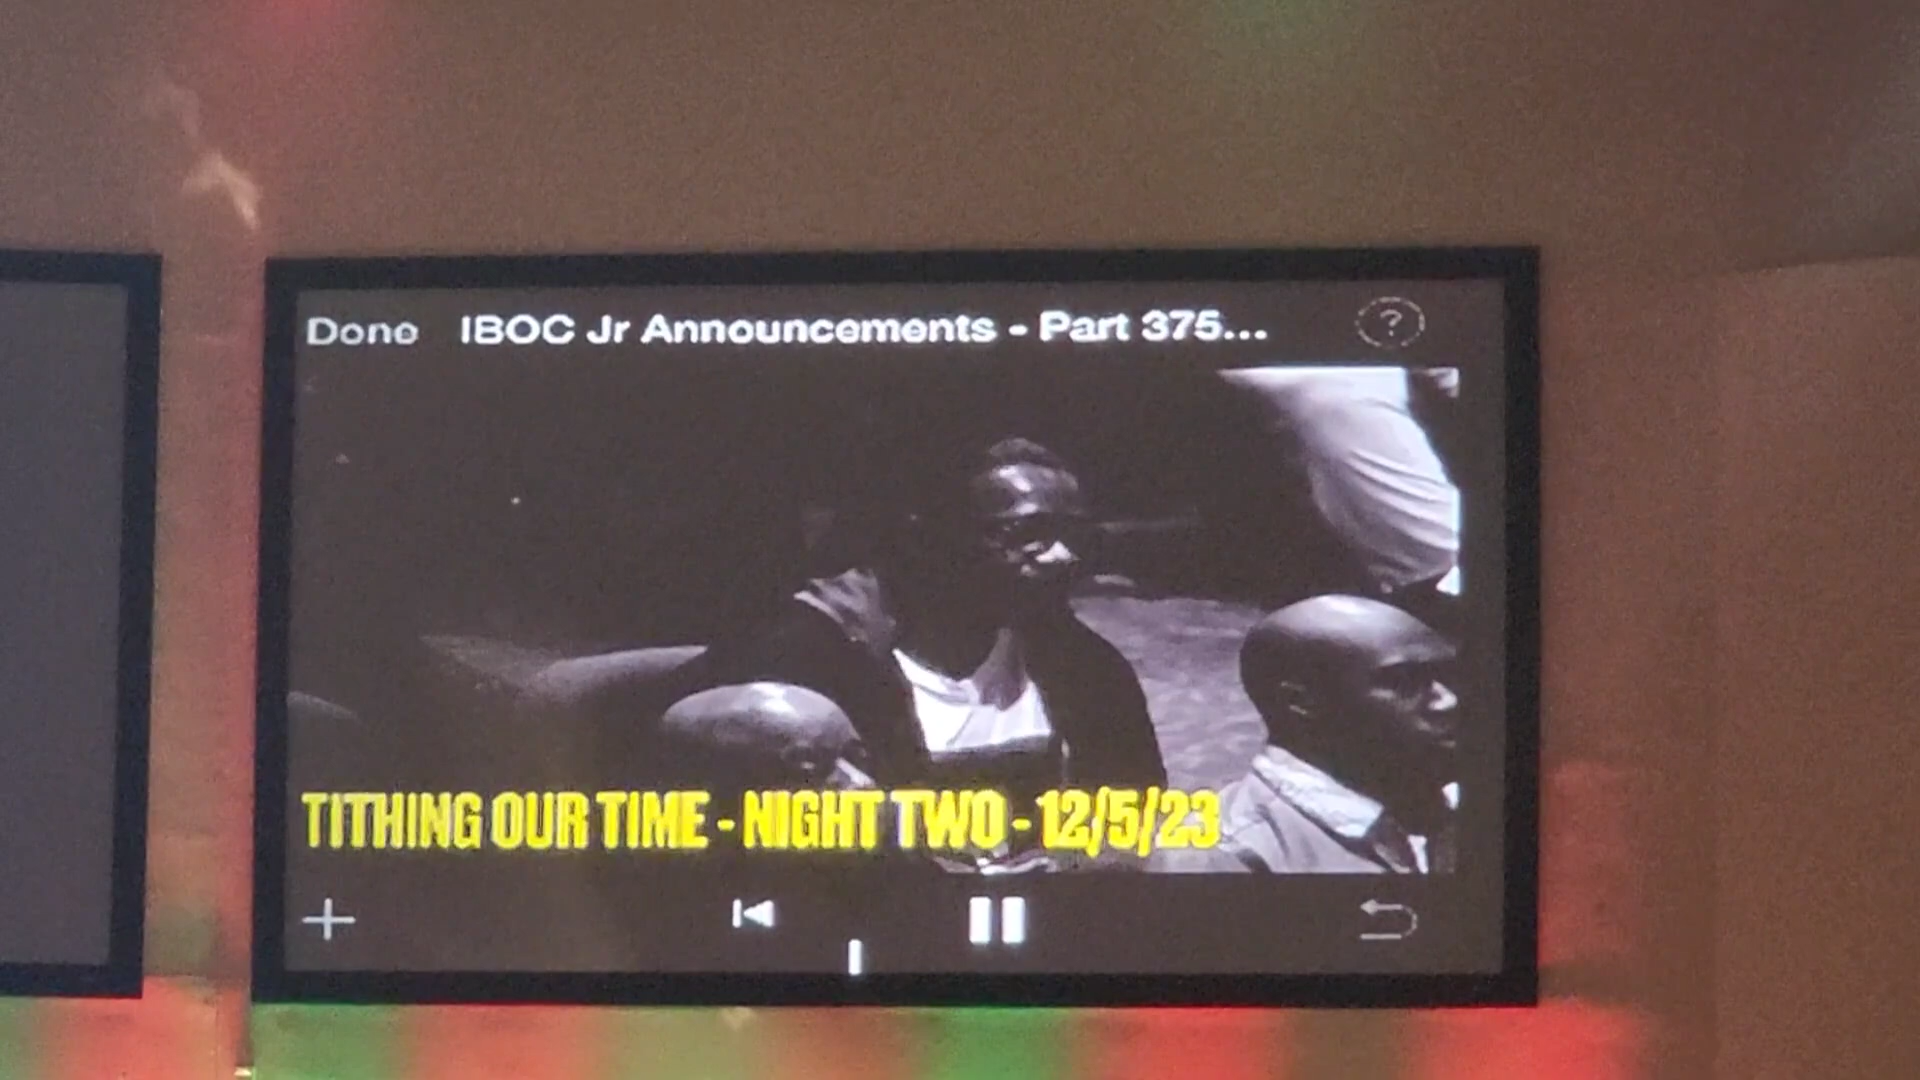 Done IBOC Jr Announcements - Part 375...
?
TITHING OUR TIME - NIGHT TWO - 12/5/23